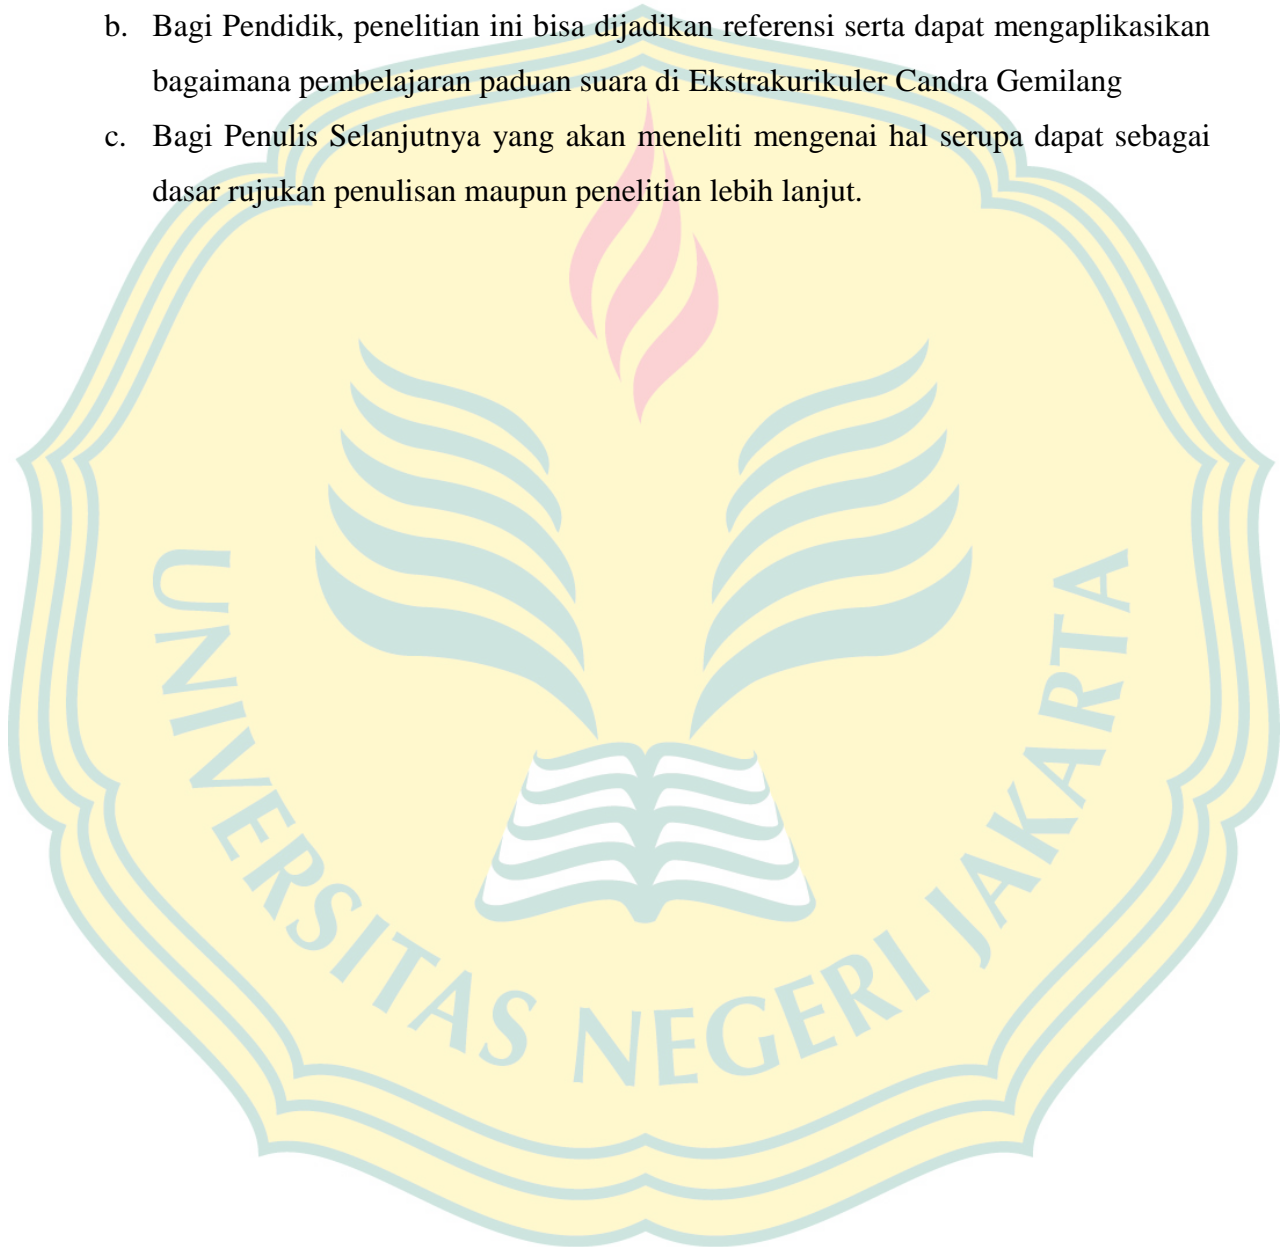 b. Bagi Pendidik, penelitian ini bisa dijadikan referensi serta dapat mengaplikasikan
bagaimana pembelajaran paduan suara di Ekstrakurikuler Candra Gemilang
c. Bagi Penulis Selanjutnya yang akan meneliti mengenai hal serupa dapat sebagai
dasar rujukan penulisan maupun penelitian lebih lanjut.
UNIVERSITAS NEGERI JAKARTA